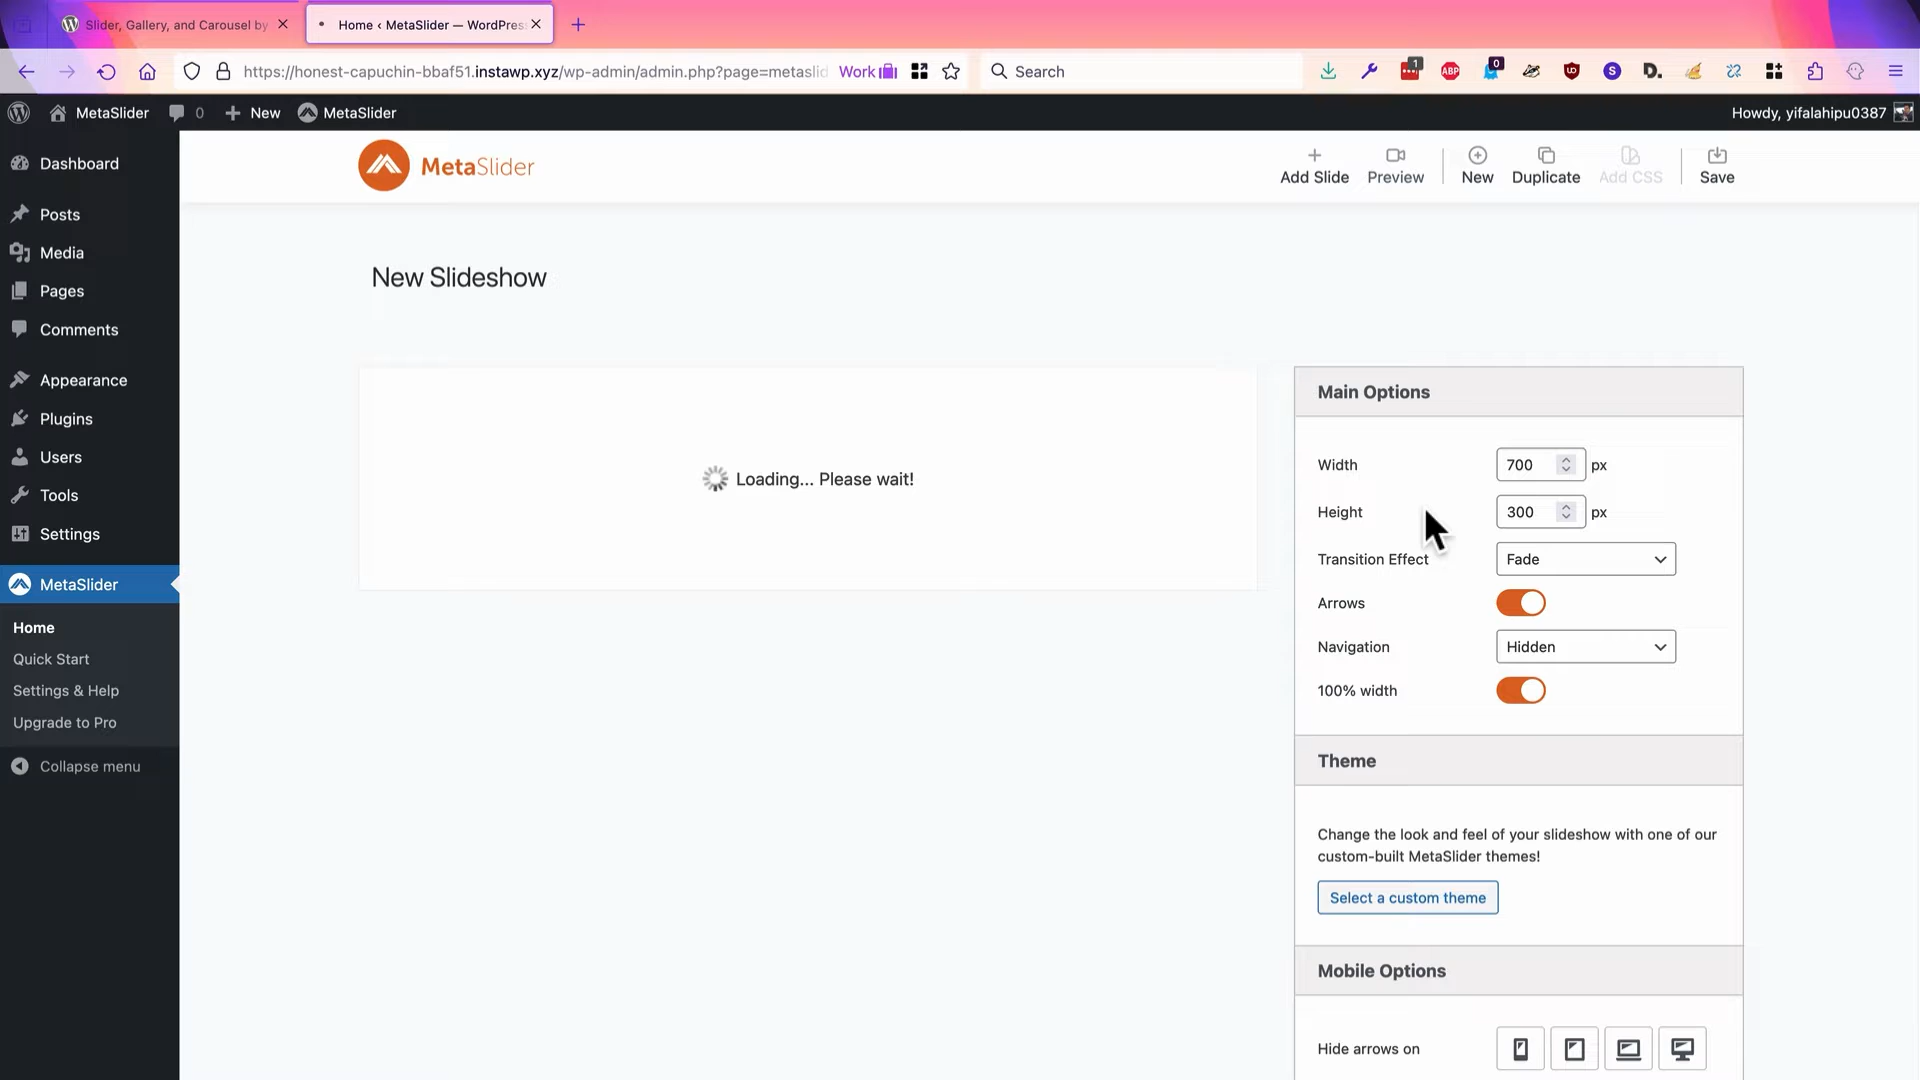 Slider, Gallery, and Carousel by
Home ‹ MetaSlider — WordPres
https://honest-capuchin-bbaf51.instawp.xyz/wp-admin/admin.php?page=metaslid
Work
Search
1
ABP
0
S
D.
MetaSlider
0
New
MetaSlider
Howdy, yifalahipu0387
Dashboard
Posts
Media
Pages
Comments
Appearance
Plugins
Users
Tools
Settings
MetaSlider
Home
Quick Start
Settings & Help
Upgrade to Pro
Collapse menu
MetaSlider
Add Slide
Preview
New
Duplicate
Add CSS
Save
New Slideshow
Loading... Please wait!
Main Options
Width
700
px
Height
300
px
Transition Effect
Fade
Arrows
Navigation
Hidden
100% width
Theme
Change the look and feel of your slideshow with one of our
custom-built MetaSlider themes!
Select a custom theme
Mobile Options
Hide arrows on